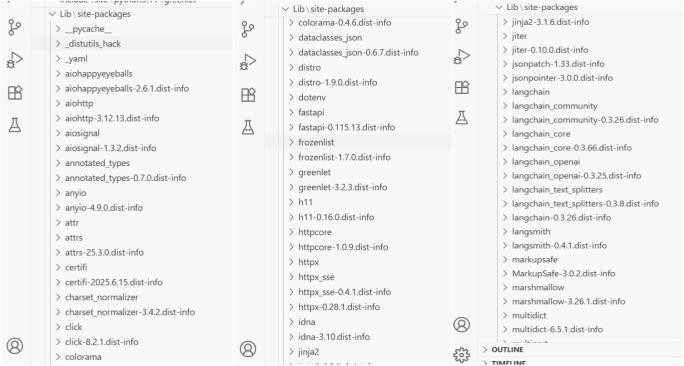 Lib \ site-packages
__pycache__
_distutils_hack
_yaml
aiohappyeyeballs
aiohappyeyeballs-2.6.1.dist-info
aiohttp
aiohttp-3.12.13.dist-info
aiosignal
aiosignal-1.3.2.dist-info
annotated_types
annotated_types-0.7.0.dist-info
anyio
anyio-4.9.0.dist-info
attr
attrs
attrs-25.3.0.dist-info
certifi
certifi-2025.6.15.dist-info
charset_normalizer
charset_normalizer-3.4.2.dist-info
click
click-8.2.1.dist-info
colorama
Lib \ site-packages
colorama-0.4.6.dist-info
dataclasses_json
dataclasses_json-0.6.7.dist-info
distro
distro-1.9.0.dist-info
dotenv
fastapi
fastapi-0.115.13.dist-info
frozenlist
frozenlist-1.7.0.dist-info
greenlet
greenlet-3.2.3.dist-info
h11
h11-0.16.0.dist-info
httpcore
httpcore-1.0.9.dist-info
httpx
httpx_sse
httpx_sse-0.4.1.dist-info
httpx-0.28.1.dist-info
idna
idna-3.10.dist-info
jinja2
Lib \ site-packages
jinja2-3.1.6.dist-info
jiter
jiter-0.10.0.dist-info
jsonpatch-1.33.dist-info
jsonpointer-3.0.0.dist-info
langchain
langchain_community
langchain_community-0.3.26.dist-info
langchain_core
langchain_core-0.3.66.dist-info
langchain_openai
langchain_openai-0.3.25.dist-info
langchain_text_splitters
langchain_text_splitters-0.3.8.dist-info
langchain-0.3.26.dist-info
langsmith
langsmith-0.4.1.dist-info
markupsafe
MarkupSafe-3.0.2.dist-info
marshmallow
marshmallow-3.26.1.dist-info
multidict
multidict-6.5.1.dist-info
OUTLINE
TIMELINE